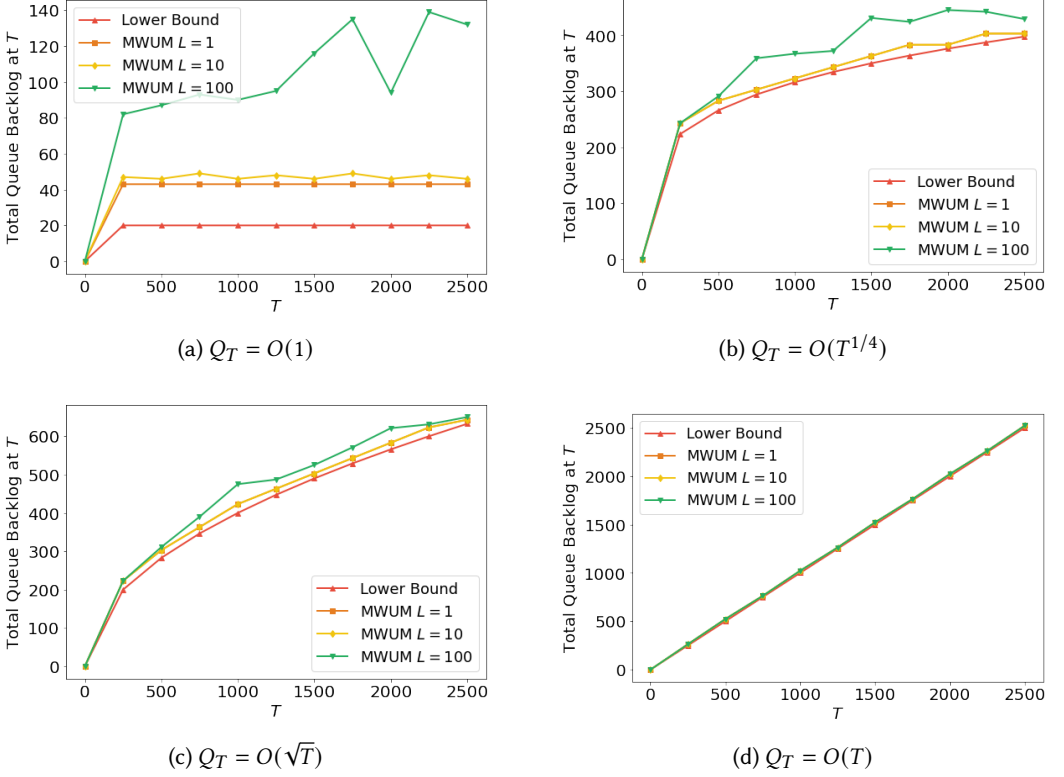 140
120
100
80
60
40
20
0
Total Queue Backlog at T
Lower Bound
MWUM L = 1
MWUM L = 10
MWUM L = 100
0 500 1000 1500 2000 2500
T
(a) Q_T = O(1)
400
300
200
100
0
Total Queue Backlog at T
Lower Bound
MWUM L = 1
MWUM L = 10
MWUM L = 100
0 500 1000 1500 2000 2500
T
(b) Q_T = O(T^{1/4})
600
500
400
300
200
100
0
Total Queue Backlog at T
Lower Bound
MWUM L = 1
MWUM L = 10
MWUM L = 100
0 500 1000 1500 2000 2500
T
(c) Q_T = O(√T)
2500
2000
1500
1000
500
0
Total Queue Backlog at T
Lower Bound
MWUM L = 1
MWUM L = 10
MWUM L = 100
0 500 1000 1500 2000 2500
T
(d) Q_T = O(T)